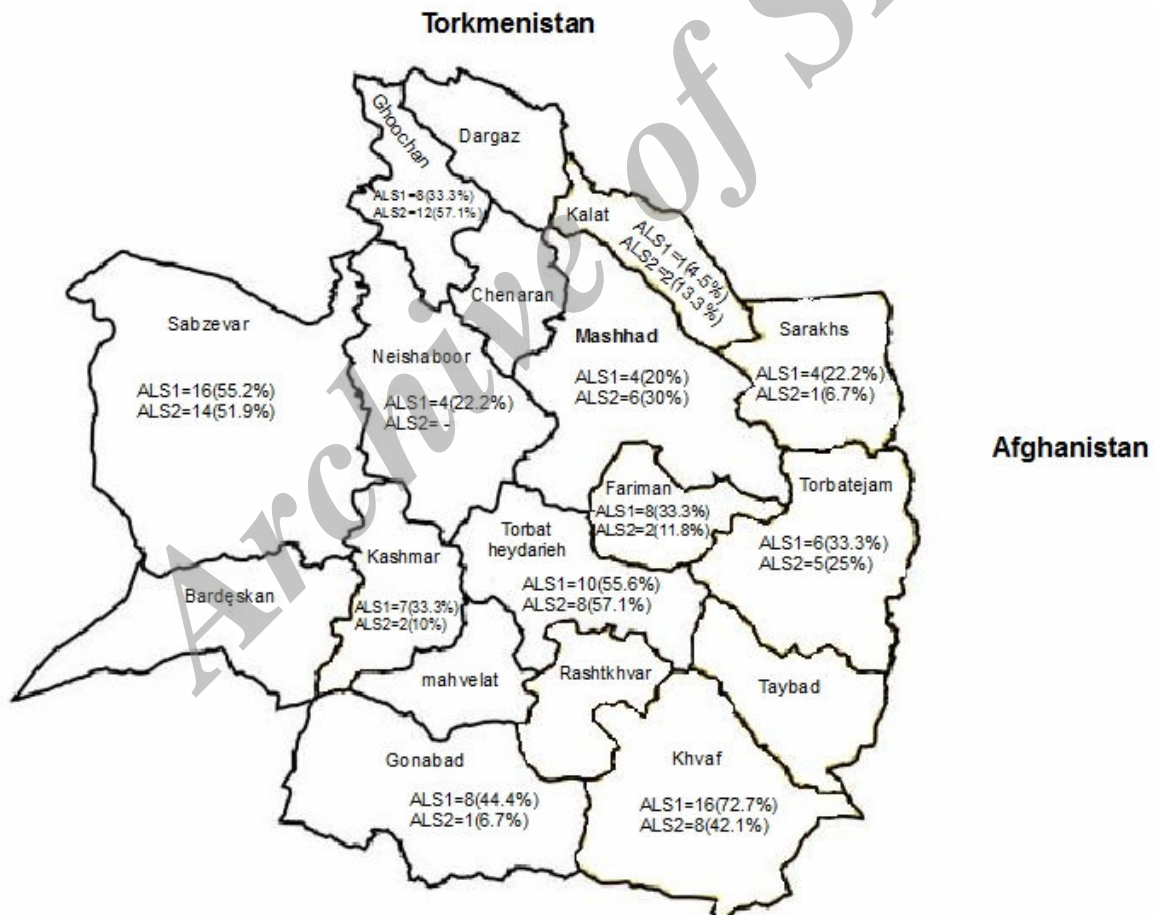 Torkmenistan
Ghoochan
ALS1=8(33.3%)
ALS2=12(57.1%)
Dargaz
Kalat
ALS1=1(4.5%)
ALS2=2(13.3%)
Chenaran
Sabzevar
ALS1=16(55.2%)
ALS2=14(51.9%)
Neishaboor
ALS1=4(22.2%)
ALS2= -
Mashhad
ALS1=4(20%)
ALS2=6(30%)
Sarakhs
ALS1=4(22.2%)
ALS2=1(6.7%)
Afghanistan
Fariman
ALS1=8(33.3%)
ALS2=2(11.8%)
Torbatejam
ALS1=6(33.3%)
ALS2=5(25%)
Torbat
heydarieh
ALS1=10(55.6%)
ALS2=8(57.1%)
Kashmar
ALS1=7(33.3%)
ALS2=2(10%)
Bardęskan
mahvelat
Rashtkhvar
Taybad
Gonabad
ALS1=8(44.4%)
ALS2=1(6.7%)
Khvaf
ALS1=16(72.7%)
ALS2=8(42.1%)
Archive of